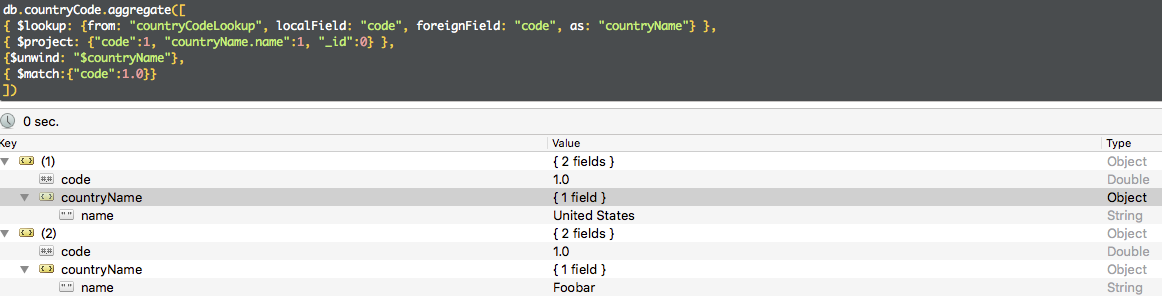 db.countryCode.aggregate([
{ $lookup: {from: "countryCodeLookup", localField: "code", foreignField: "code", as: "countryName"} },
{ $project: {"code":1, "countryName.name":1, "_id":0} },
{$unwind: "$countryName"},
{ $match:{"code":1.0}}
])
0 sec.
Key Value Type
(1) { 2 fields } Object
code 1.0 Double
countryName { 1 field } Object
name United States String
(2) { 2 fields } Object
code 1.0 Double
countryName { 1 field } Object
name Foobar String